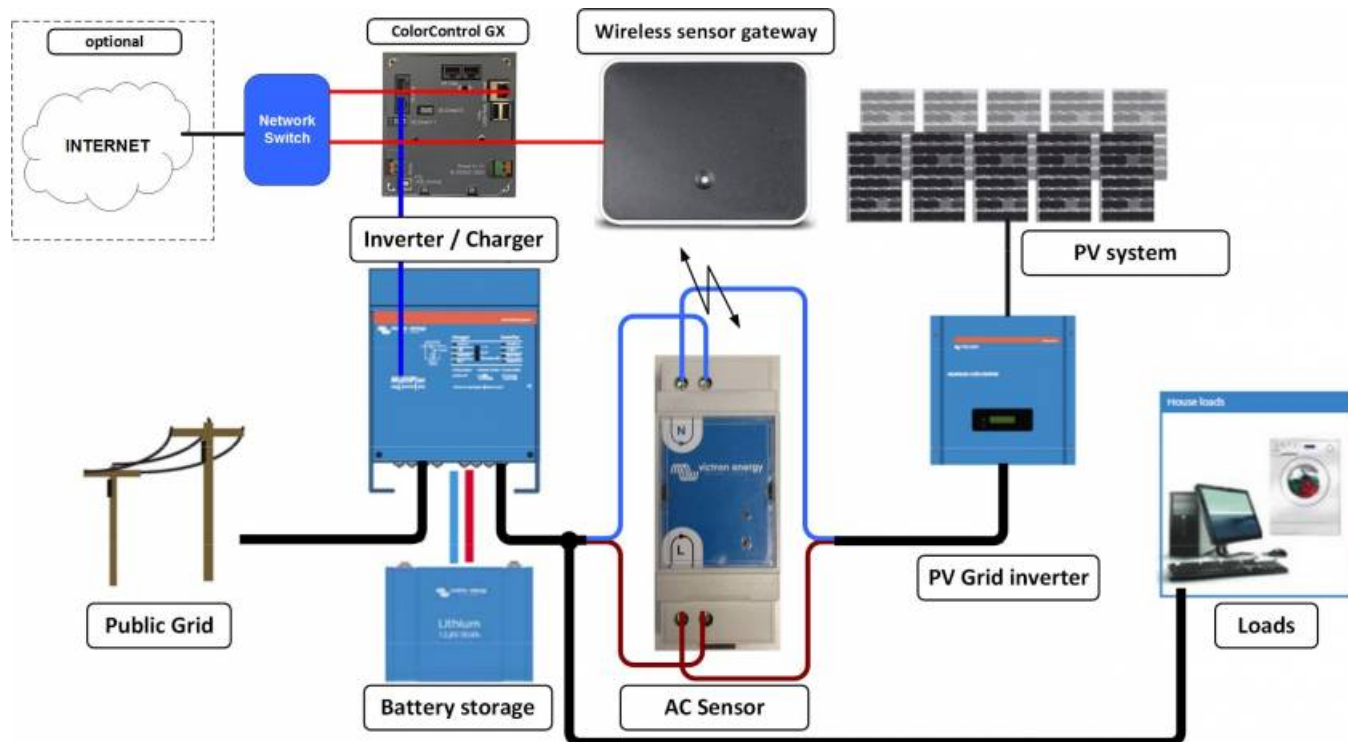 optional
ColorControl GX
Wireless sensor gateway
INTERNET
Network
Switch
Inverter / Charger
PV system
MultiPlus
N
victron energy
L
House loads
Lithium
Public Grid
Battery storage
AC Sensor
PV Grid inverter
Loads